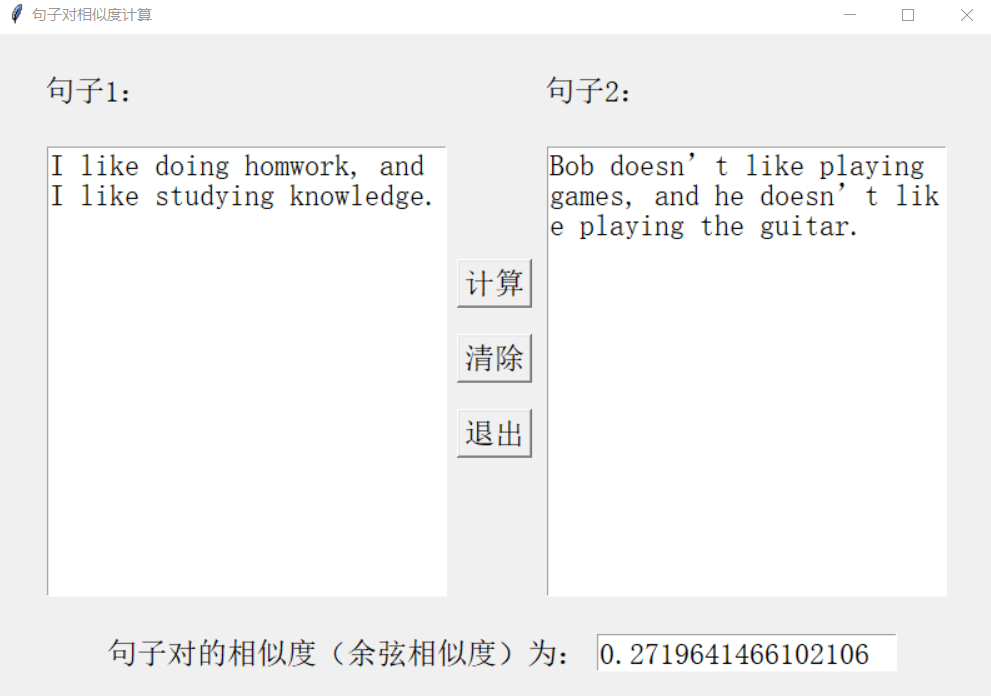 句子对相似度计算
句子1:
句子2:
I like doing homwork, and
I like studying knowledge.
Bob doesn’t like playing
games, and he doesn’t lik
e playing the guitar.
计算
清除
退出
句子对的相似度（余弦相似度）为：
0.2719641466102106